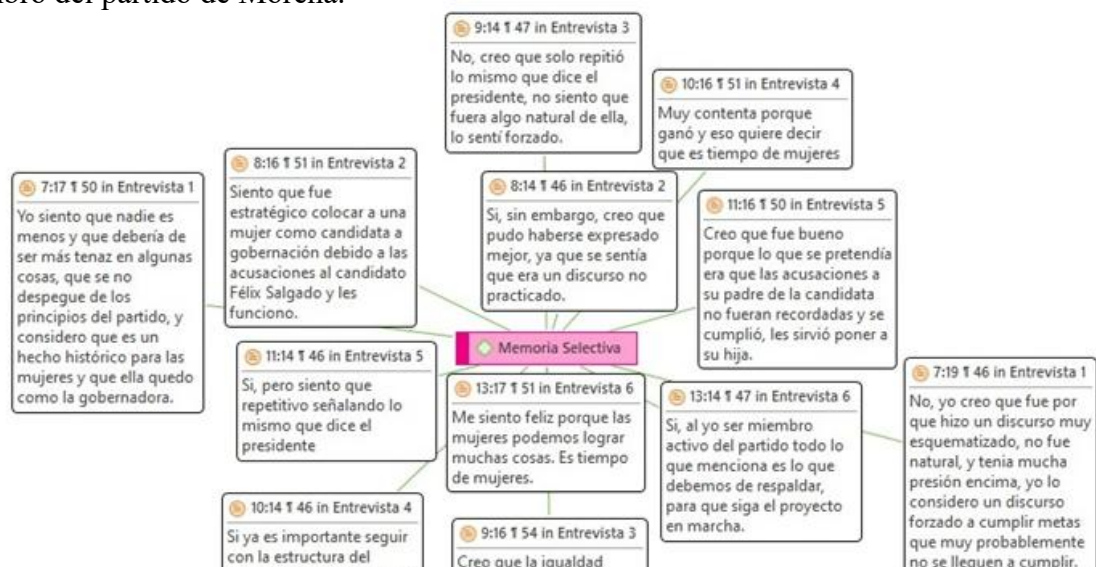 bro del partido de Morena.
9:14 ¶ 47 in Entrevista 3
No, creo que solo repitió
lo mismo que dice el
presidente, no siento que
fuera algo natural de ella,
lo sentí forzado.
10:16 ¶ 51 in Entrevista 4
Muy contenta porque
ganó y eso quiere decir
que es tiempo de mujeres
8:16 ¶ 51 in Entrevista 2
Siento que fue
estratégico colocar a una
mujer como candidata a
gobernación debido a las
acusaciones al candidato
Félix Salgado y les
funciono.
7:17 ¶ 50 in Entrevista 1
Yo siento que nadie es
menos y que debería de
ser más tenaz en algunas
cosas, que se no
despegue de los
principios del partido, y
considero que es un
hecho histórico para las
mujeres y que ella quedo
como la gobernadora.
8:14 ¶ 46 in Entrevista 2
Si, sin embargo, creo que
pudo haberse expresado
mejor, ya que se sentía
que era un discurso no
practicado.
11:16 ¶ 50 in Entrevista 5
Creo que fue bueno
porque lo que se pretendía
era que las acusaciones a
su padre de la candidata
no fueran recordadas y se
cumplió, les sirvió poner a
su hija.
Memoria Selectiva
11:14 ¶ 46 in Entrevista 5
Si, pero siento que
repetitivo señalando lo
mismo que dice el
presidente
13:17 ¶ 51 in Entrevista 6
Me siento feliz porque las
mujeres podemos lograr
muchas cosas. Es tiempo
de mujeres.
13:14 ¶ 47 in Entrevista 6
Si, al yo ser miembro
activo del partido todo lo
que menciona es lo que
debemos de respaldar,
para que siga el proyecto
en marcha.
7:19 ¶ 46 in Entrevista 1
No, yo creo que fue por
que hizo un discurso muy
esquematizado, no fue
natural, y tenia mucha
presión encima, yo lo
considero un discurso
forzado a cumplir metas
que muy probablemente
no se lleguen a cumplir.
10:14 ¶ 46 in Entrevista 4
Si ya es importante seguir
con la estructura del
9:16 ¶ 54 in Entrevista 3
Creo que la igualdad